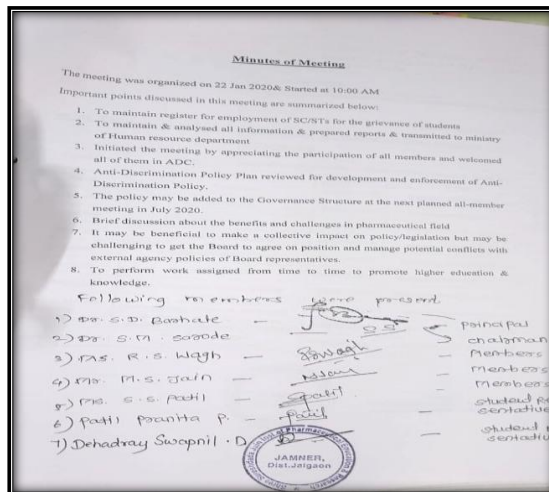 Minutes of Meeting
The meeting was organized on 22 Jan 2020& Started at 10:00 AM
Important points discussed in this meeting are summarized below:
1. To maintain register for employment of SC/STs for the grievance of students
2. To maintain & analysed all information & prepared reports & transmitted to ministry
of Human resource department
3. Initiated the meeting by appreciating the participation of all members and welcomed
all of them in ADC.
4. Anti-Discrimination Policy Plan reviewed for development and enforcement of Anti-
Discrimination Policy.
5. The policy may be added to the Governance Structure at the next planned all-member
meeting in July 2020.
6. Brief discussion about the benefits and challenges in pharmaceutical field
7. It may be beneficial to make a collective impact on policy/legislation but may be
challenging to get the Board to agree on position and manage potential conflicts with
external agency policies of Board representatives.
8. To perform work assigned from time to time to promote higher education &
knowledge.
Following members were present
1) Dr. S.D. Barhate — principal
2) Dr. S.M. — chairman
3) Ms. R.S. Wagh — Rswagh — Members
4) Mr. M.S. Jain — — Members
5) Ms. S.S. Patil — Spatil — Members
6) Patil Pranita P. — Patil — student
sentative
7) Dehadray Swapnil . D. — student
sentative
JAMNER,
Dist.Jalgaon